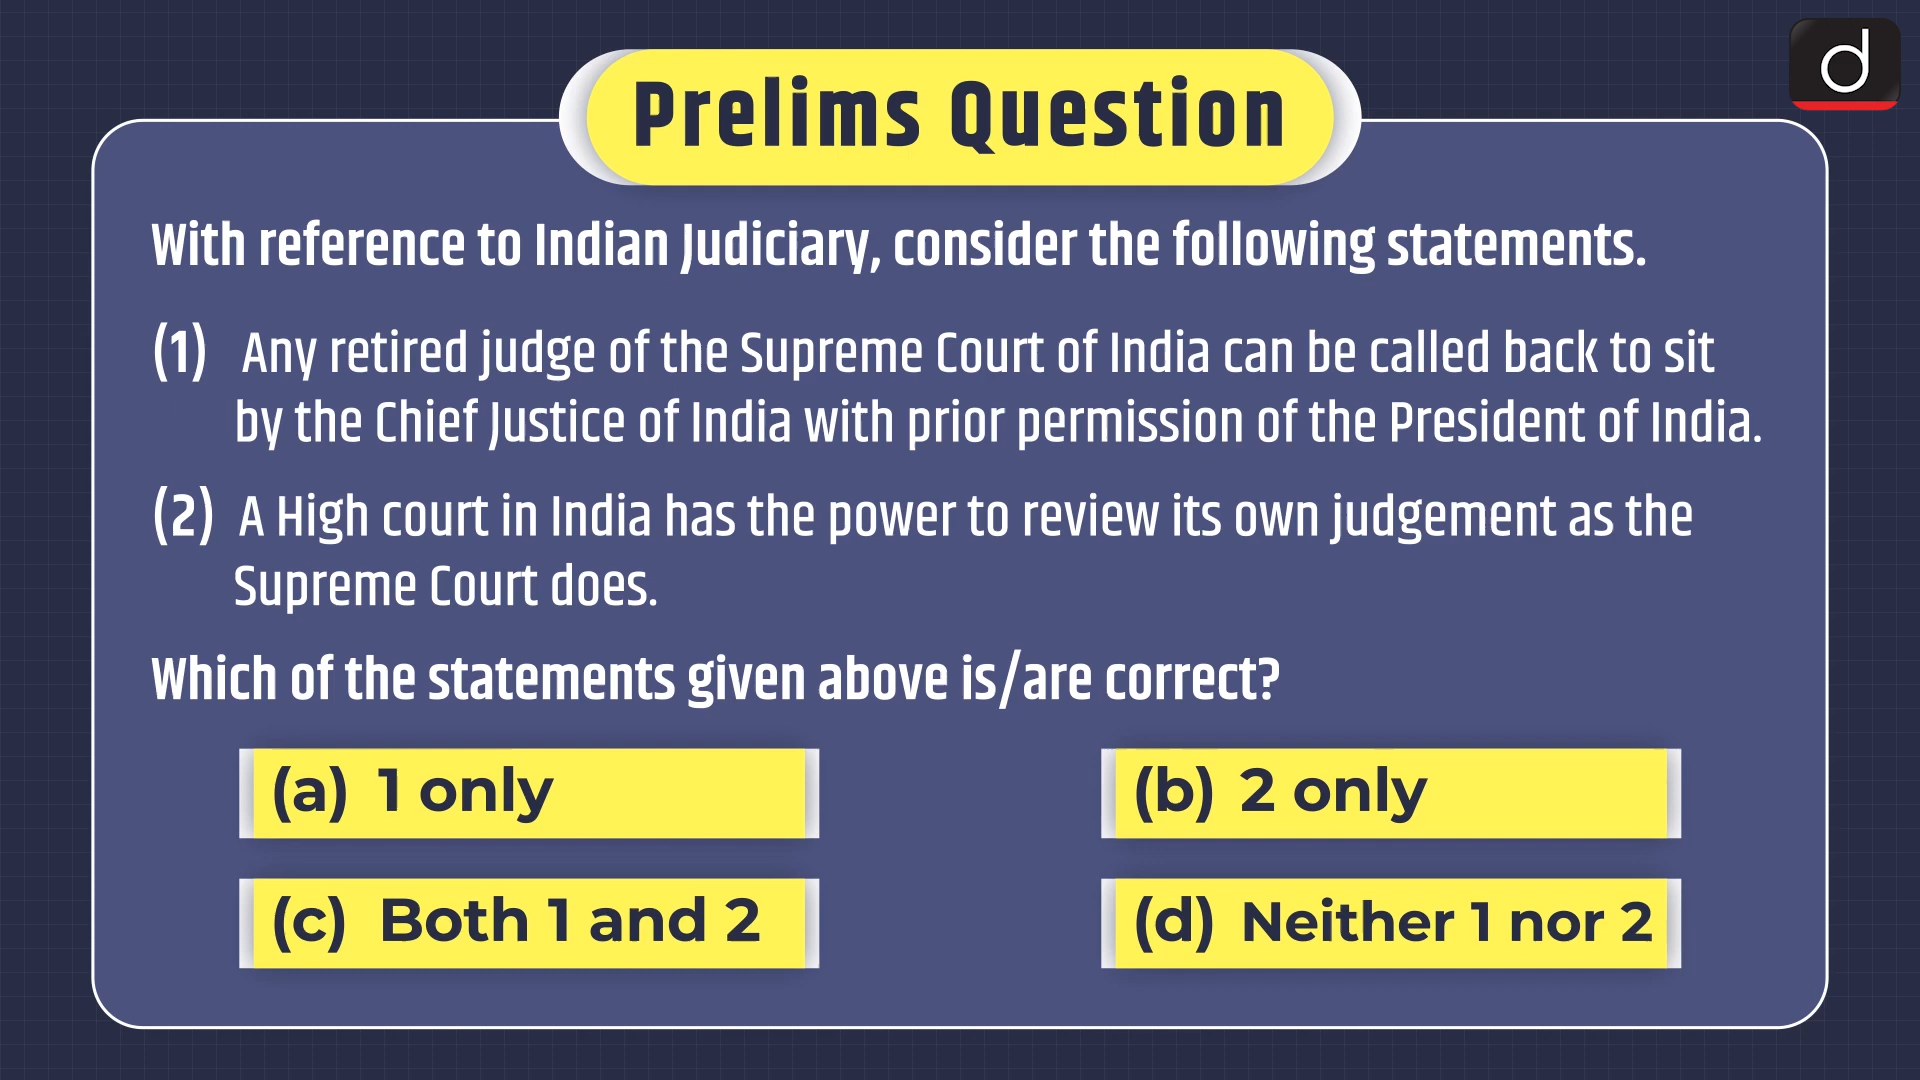 d
Prelims Question
With reference to Indian Judiciary, consider the following statements.
(1) Any retired judge of the Supreme Court of India can be called back to sit
by the Chief Justice of India with prior permission of the President of India.
(2) A High court in India has the power to review its own judgement as the
Supreme Court does.
Which of the statements given above is/are correct?
(a) 1 only
(b) 2 only
(c) Both 1 and 2
(d) Neither 1 nor 2